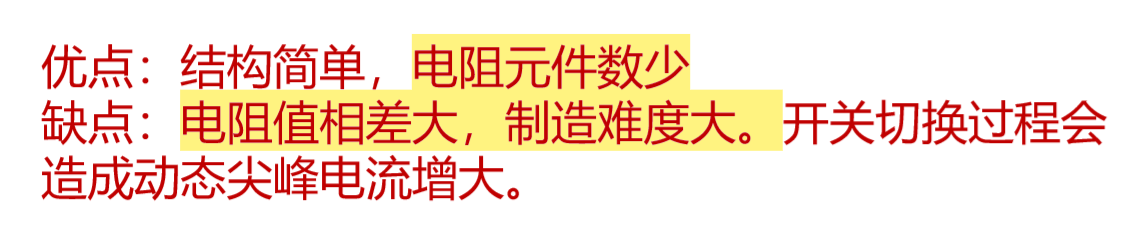 优点：结构简单，电阻元件数少
缺点：电阻值相差大，制造难度大。开关切换过程会
造成动态尖峰电流增大。